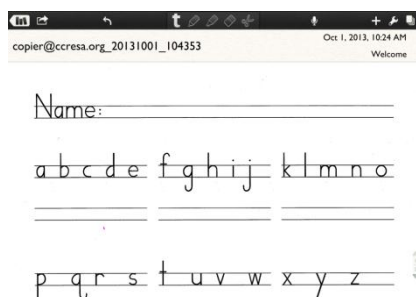 t
Oct 1, 2013, 10:24 AM
copier@ccresa.org_20131001_104353
Welcome
Name:
a b c d e f g h i j k l m n o
p q r s t u v w x y z